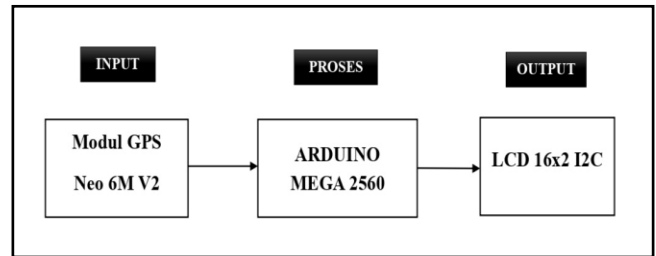 INPUT
PROSES
OUTPUT
Modul GPS
Neo 6M V2
ARDUINO
MEGA 2560
LCD 16x2 I2C